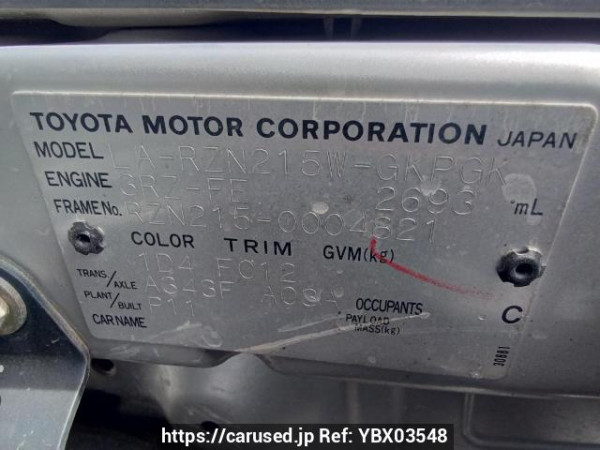 TOYOTA MOTOR CORPORATION JAPAN
MODEL LA-RZN215W-GKPGK
ENGINE 3RZ-FE 2693 mL
FRAME No. RZN215-0004821
COLOR TRIM GVM(kg)
1D4 FC12
TRANS/AXLE A343F A03A
PLANT/BUILT P11
OCCUPANTS C
CAR NAME PAYLOAD MASS(kg)
30881
https://carused.jp Ref: YBX03548